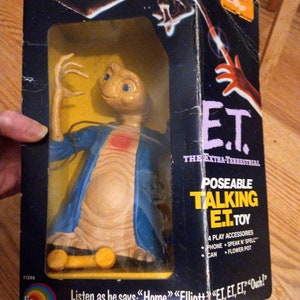 E.T.
THE EXTRA-TERRESTRIAL
POSEABLE
TALKING
E.T. TOY
4 PLAY ACCESSORIES
• PHONE • SPEAK 'N' SPELL
• CAN • FLOWER POT
Listen as he says: "Home," "Elliott," "E.T, E.T, E.T," "Ouch!"